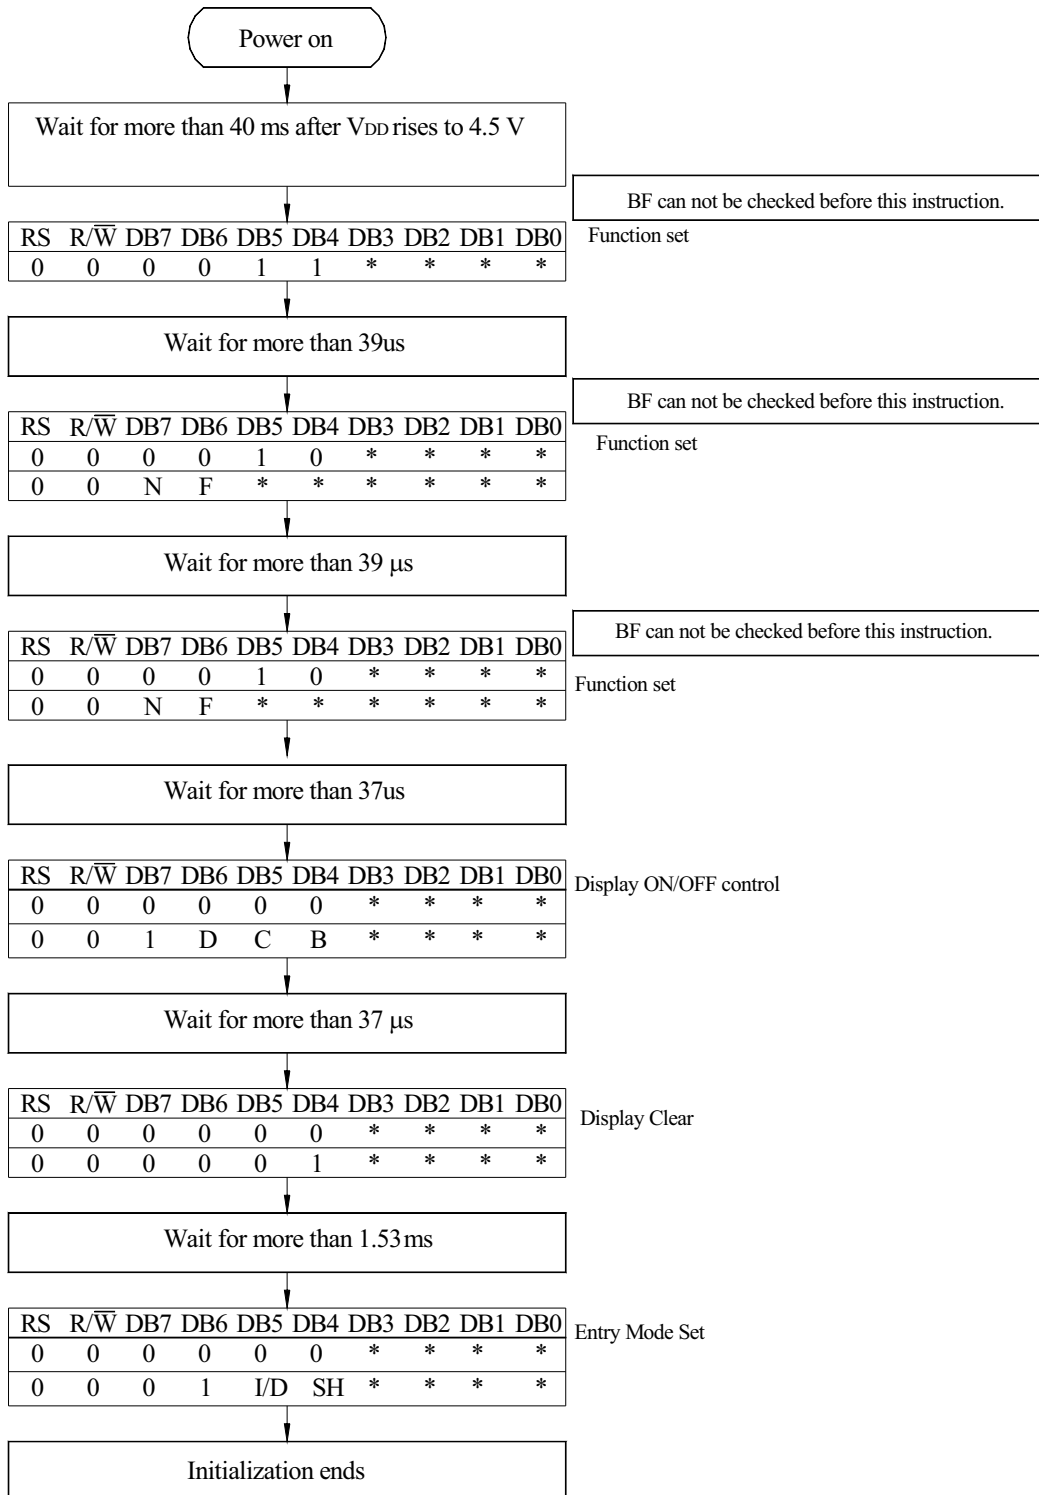 Power on
Wait for more than 40 ms after VDD rises to 4.5 V
BF can not be checked before this instruction.
RS R/W̅ DB7 DB6 DB5 DB4 DB3 DB2 DB1 DB0
Function set
0 0 0 0 1 1 * * * *
Wait for more than 39us
BF can not be checked before this instruction.
RS R/W̅ DB7 DB6 DB5 DB4 DB3 DB2 DB1 DB0
Function set
0 0 0 0 1 0 * * * *
0 0 N F * * * * * *
Wait for more than 39 μs
BF can not be checked before this instruction.
RS R/W̅ DB7 DB6 DB5 DB4 DB3 DB2 DB1 DB0
0 0 0 0 1 0 * * * *
Function set
0 0 N F * * * * * *
Wait for more than 37us
RS R/W̅ DB7 DB6 DB5 DB4 DB3 DB2 DB1 DB0
Display ON/OFF control
0 0 0 0 0 0 * * * *
0 0 1 D C B * * * *
Wait for more than 37 μs
RS R/W̅ DB7 DB6 DB5 DB4 DB3 DB2 DB1 DB0
Display Clear
0 0 0 0 0 0 * * * *
0 0 0 0 0 1 * * * *
Wait for more than 1.53ms
RS R/W̅ DB7 DB6 DB5 DB4 DB3 DB2 DB1 DB0
Entry Mode Set
0 0 0 0 0 0 * * * *
0 0 0 1 I/D SH * * * *
Initialization ends